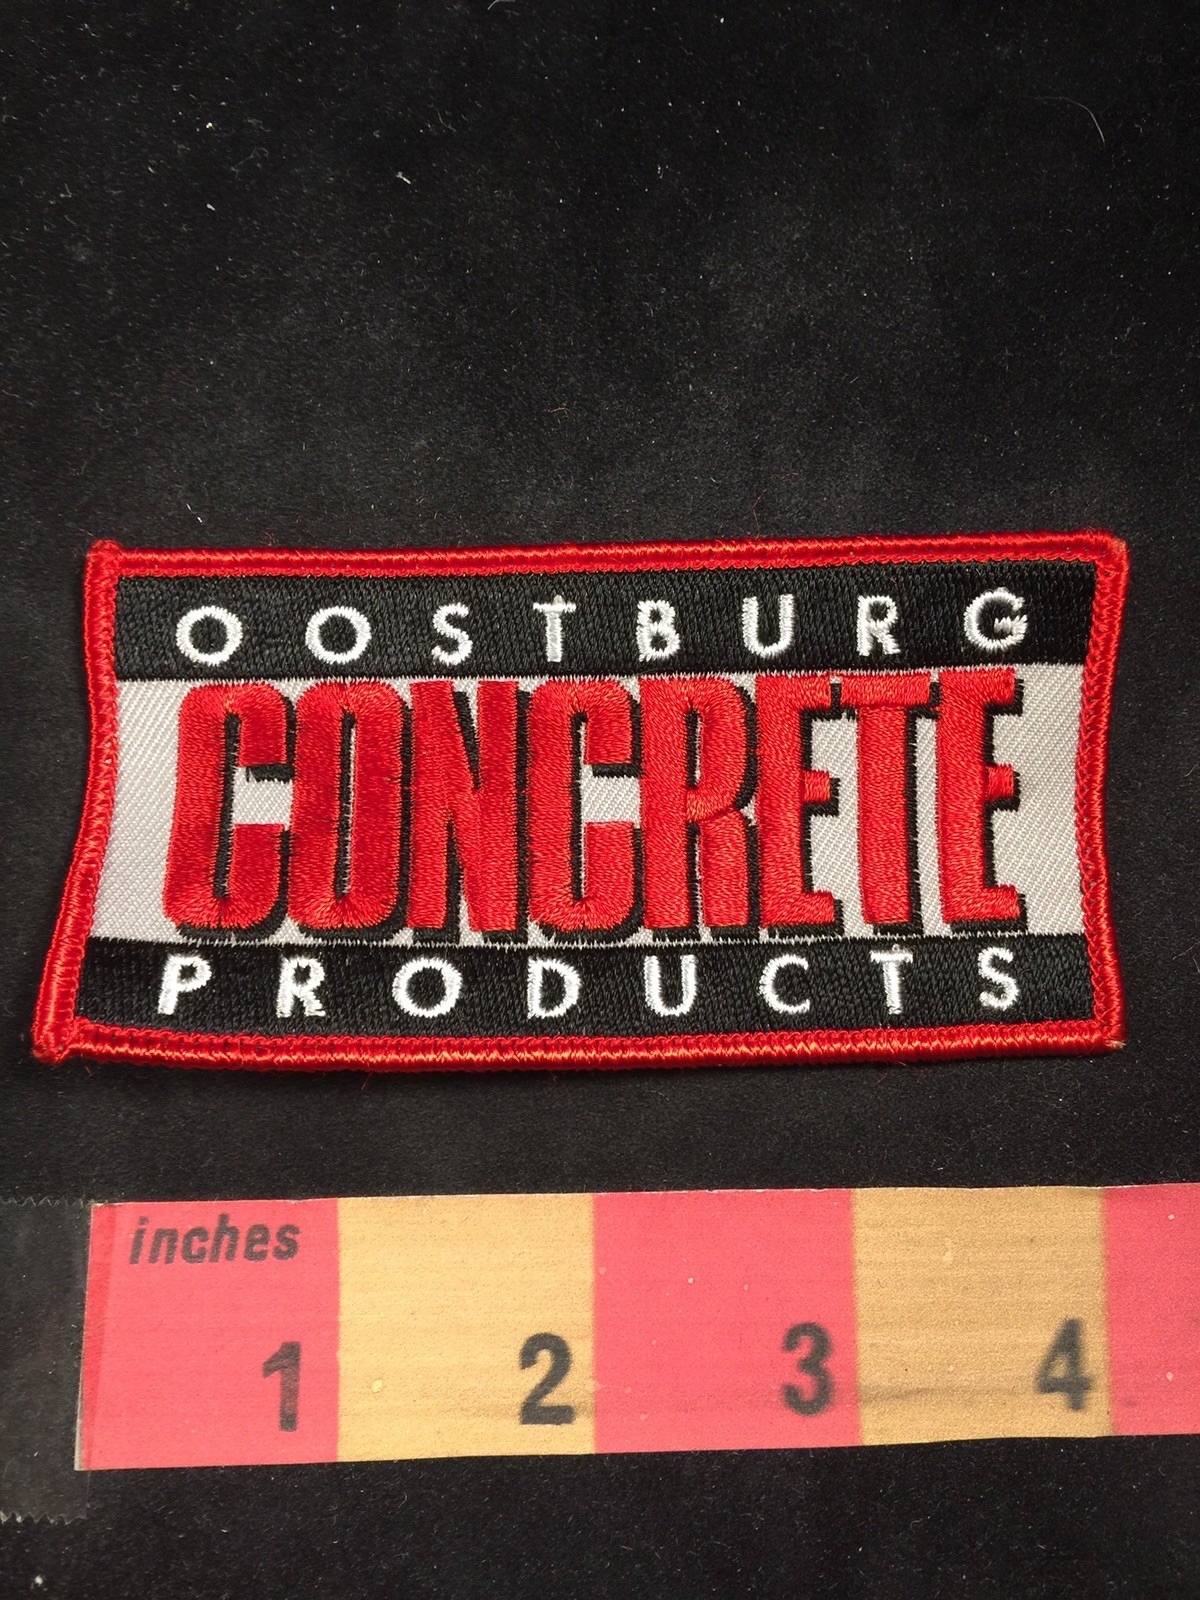 OOSTBURG
CONCRETE
PRODUCTS
inches
1 2 3 4